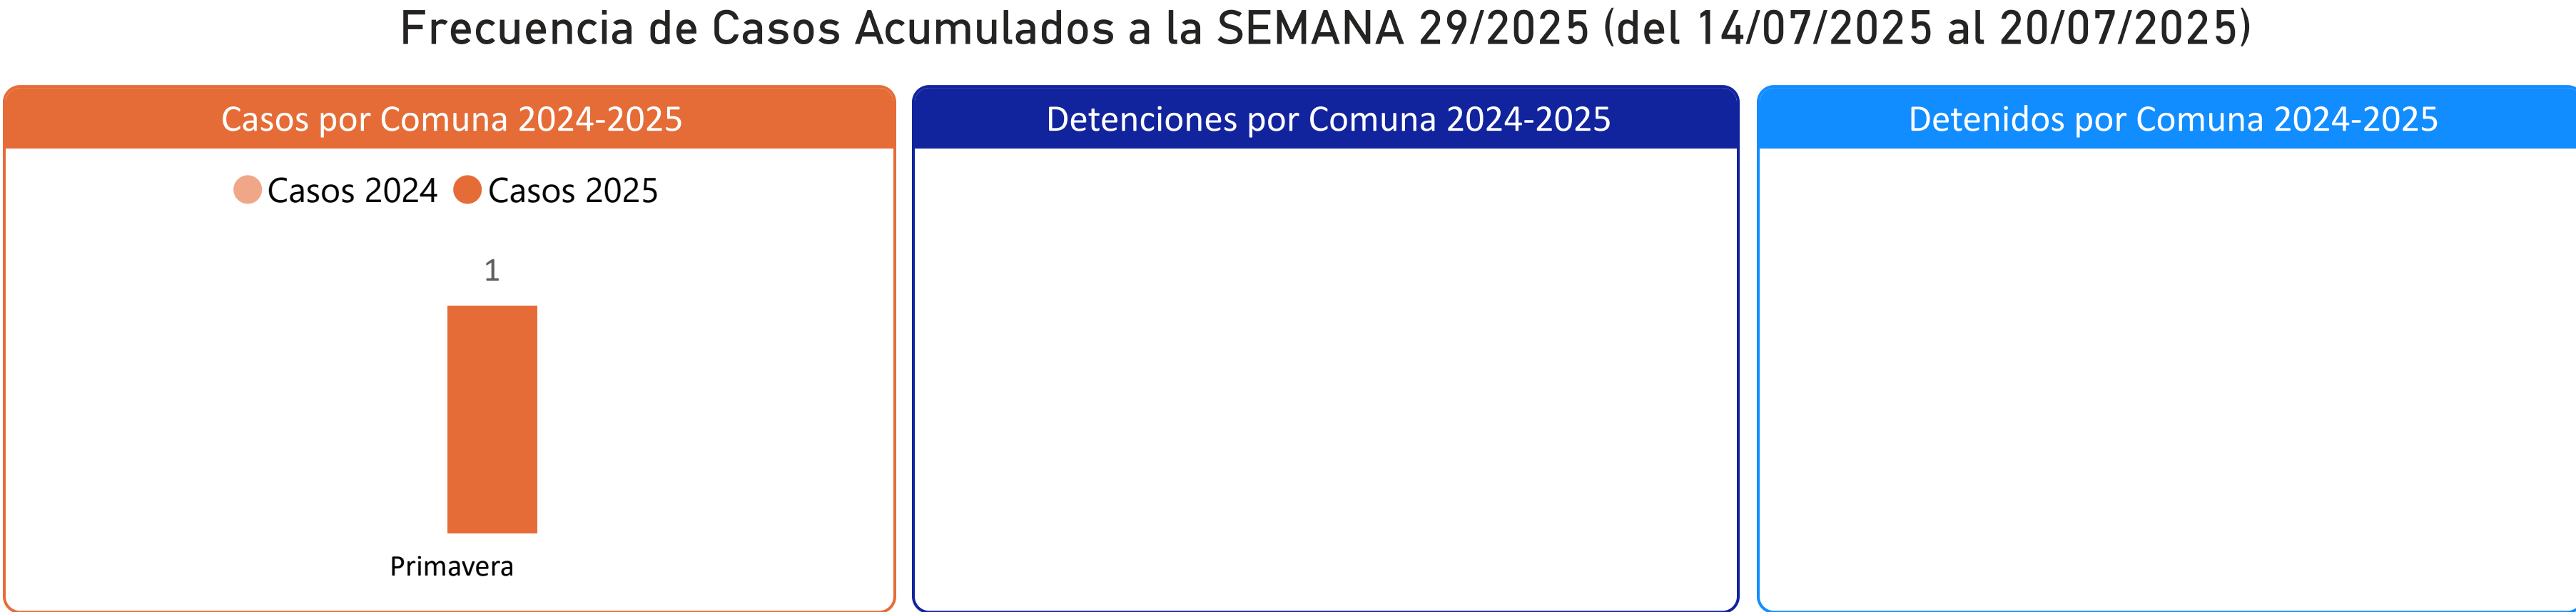 Frecuencia de Casos Acumulados a la SEMANA 29/2025 (del 14/07/2025 al 20/07/2025)
Casos por Comuna 2024-2025
Casos 2024 Casos 2025
1
Primavera
Detenciones por Comuna 2024-2025
Detenidos por Comuna 2024-2025